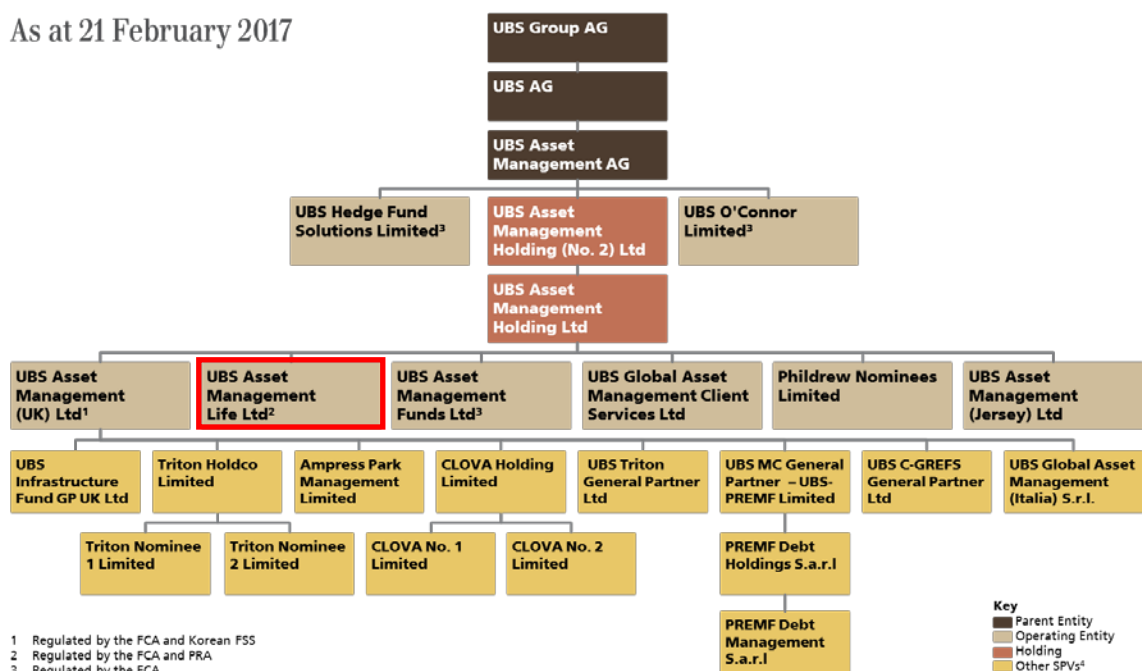 As at 21 February 2017
UBS Group AG
UBS AG
UBS Asset
Management AG
UBS Hedge Fund
Solutions Limited³
UBS Asset
Management
Holding (No. 2) Ltd
UBS O'Connor
Limited³
UBS Asset
Management
Holding Ltd
UBS Asset
Management
(UK) Ltd¹
UBS Asset
Management
Life Ltd²
UBS Asset
Management
Funds Ltd³
UBS Global Asset
Management Client
Services Ltd
Phildrew Nominees
Limited
UBS Asset
Management
(Jersey) Ltd
UBS
Infrastructure
Fund GP UK Ltd
Triton Holdco
Limited
Ampress Park
Management
Limited
CLOVA Holding
Limited
UBS Triton
General Partner
Ltd
UBS MC General
Partner – UBS-
PREMF Limited
UBS C-GREFS
General Partner
Ltd
UBS Global Asset
Management
(Italia) S.r.l.
Triton Nominee
1 Limited
Triton Nominee
2 Limited
CLOVA No. 1
Limited
CLOVA No. 2
Limited
PREMF Debt
Holdings S.a.r.l
PREMF Debt
Management
S.a.r.l
1 Regulated by the FCA and Korean FSS
2 Regulated by the FCA and PRA
3 Regulated by the FCA
Key
Parent Entity
Operating Entity
Holding
Other SPVs⁴